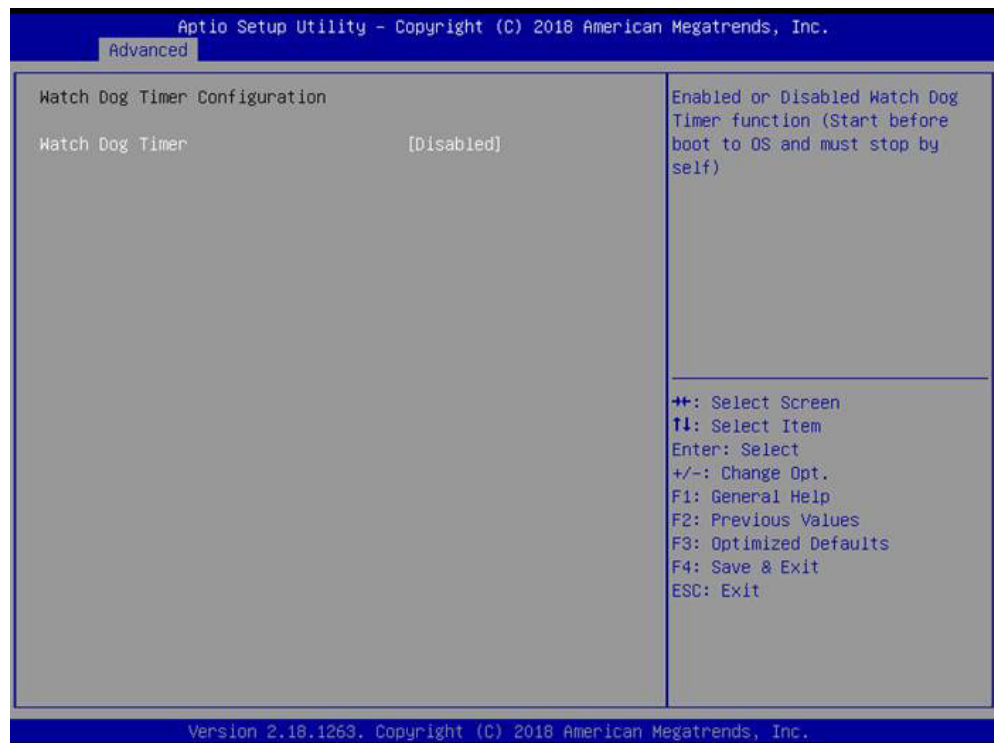 Aptio Setup Utility – Copyright (C) 2018 American Megatrends, Inc.
Advanced
Watch Dog Timer Configuration
Watch Dog Timer [Disabled]
Enabled or Disabled Watch Dog
Timer function (Start before
boot to OS and must stop by
self)
→←: Select Screen
↑↓: Select Item
Enter: Select
+/-: Change Opt.
F1: General Help
F2: Previous Values
F3: Optimized Defaults
F4: Save & Exit
ESC: Exit
Version 2.18.1263. Copyright (C) 2018 American Megatrends, Inc.